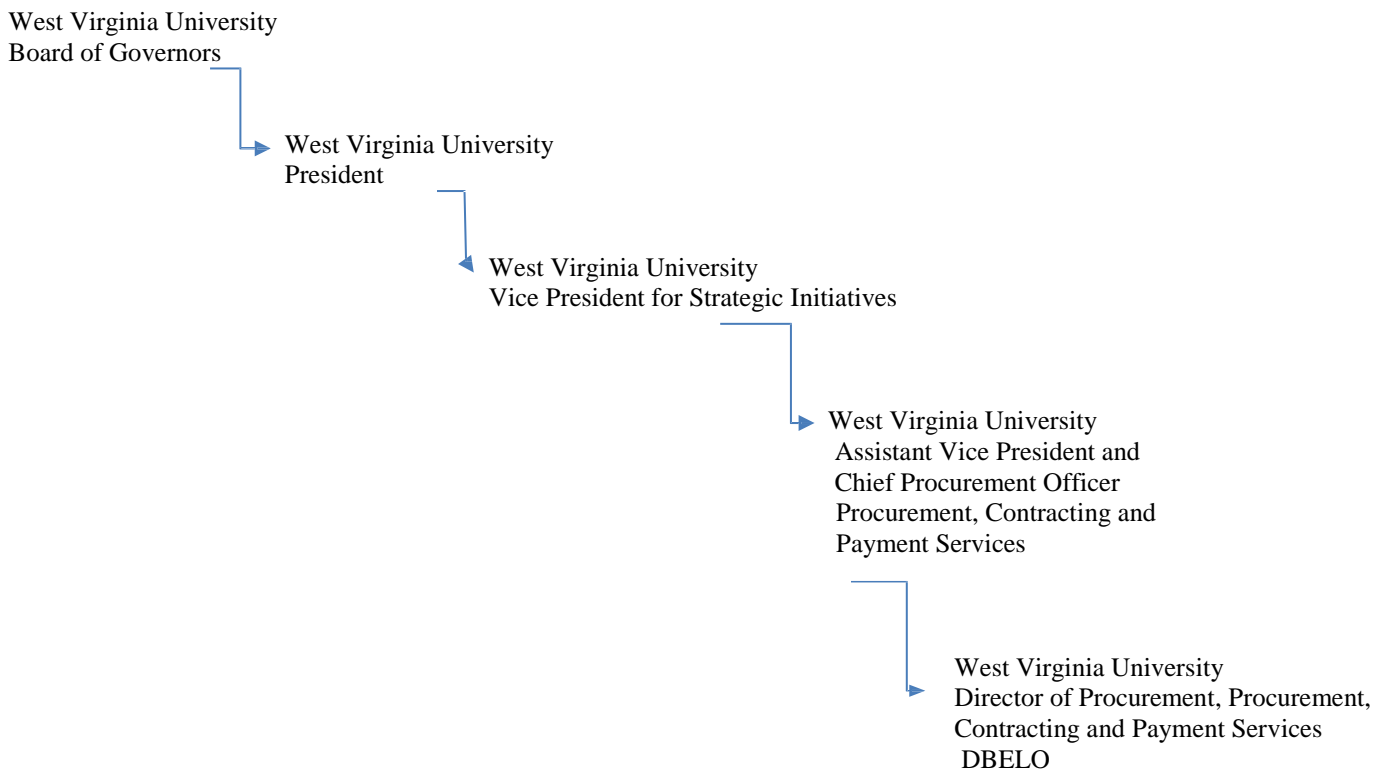 West Virginia University
Board of Governors
West Virginia University
President
West Virginia University
Vice President for Strategic Initiatives
West Virginia University
Assistant Vice President and
Chief Procurement Officer
Procurement, Contracting and
Payment Services
West Virginia University
Director of Procurement, Procurement,
Contracting and Payment Services
DBELO